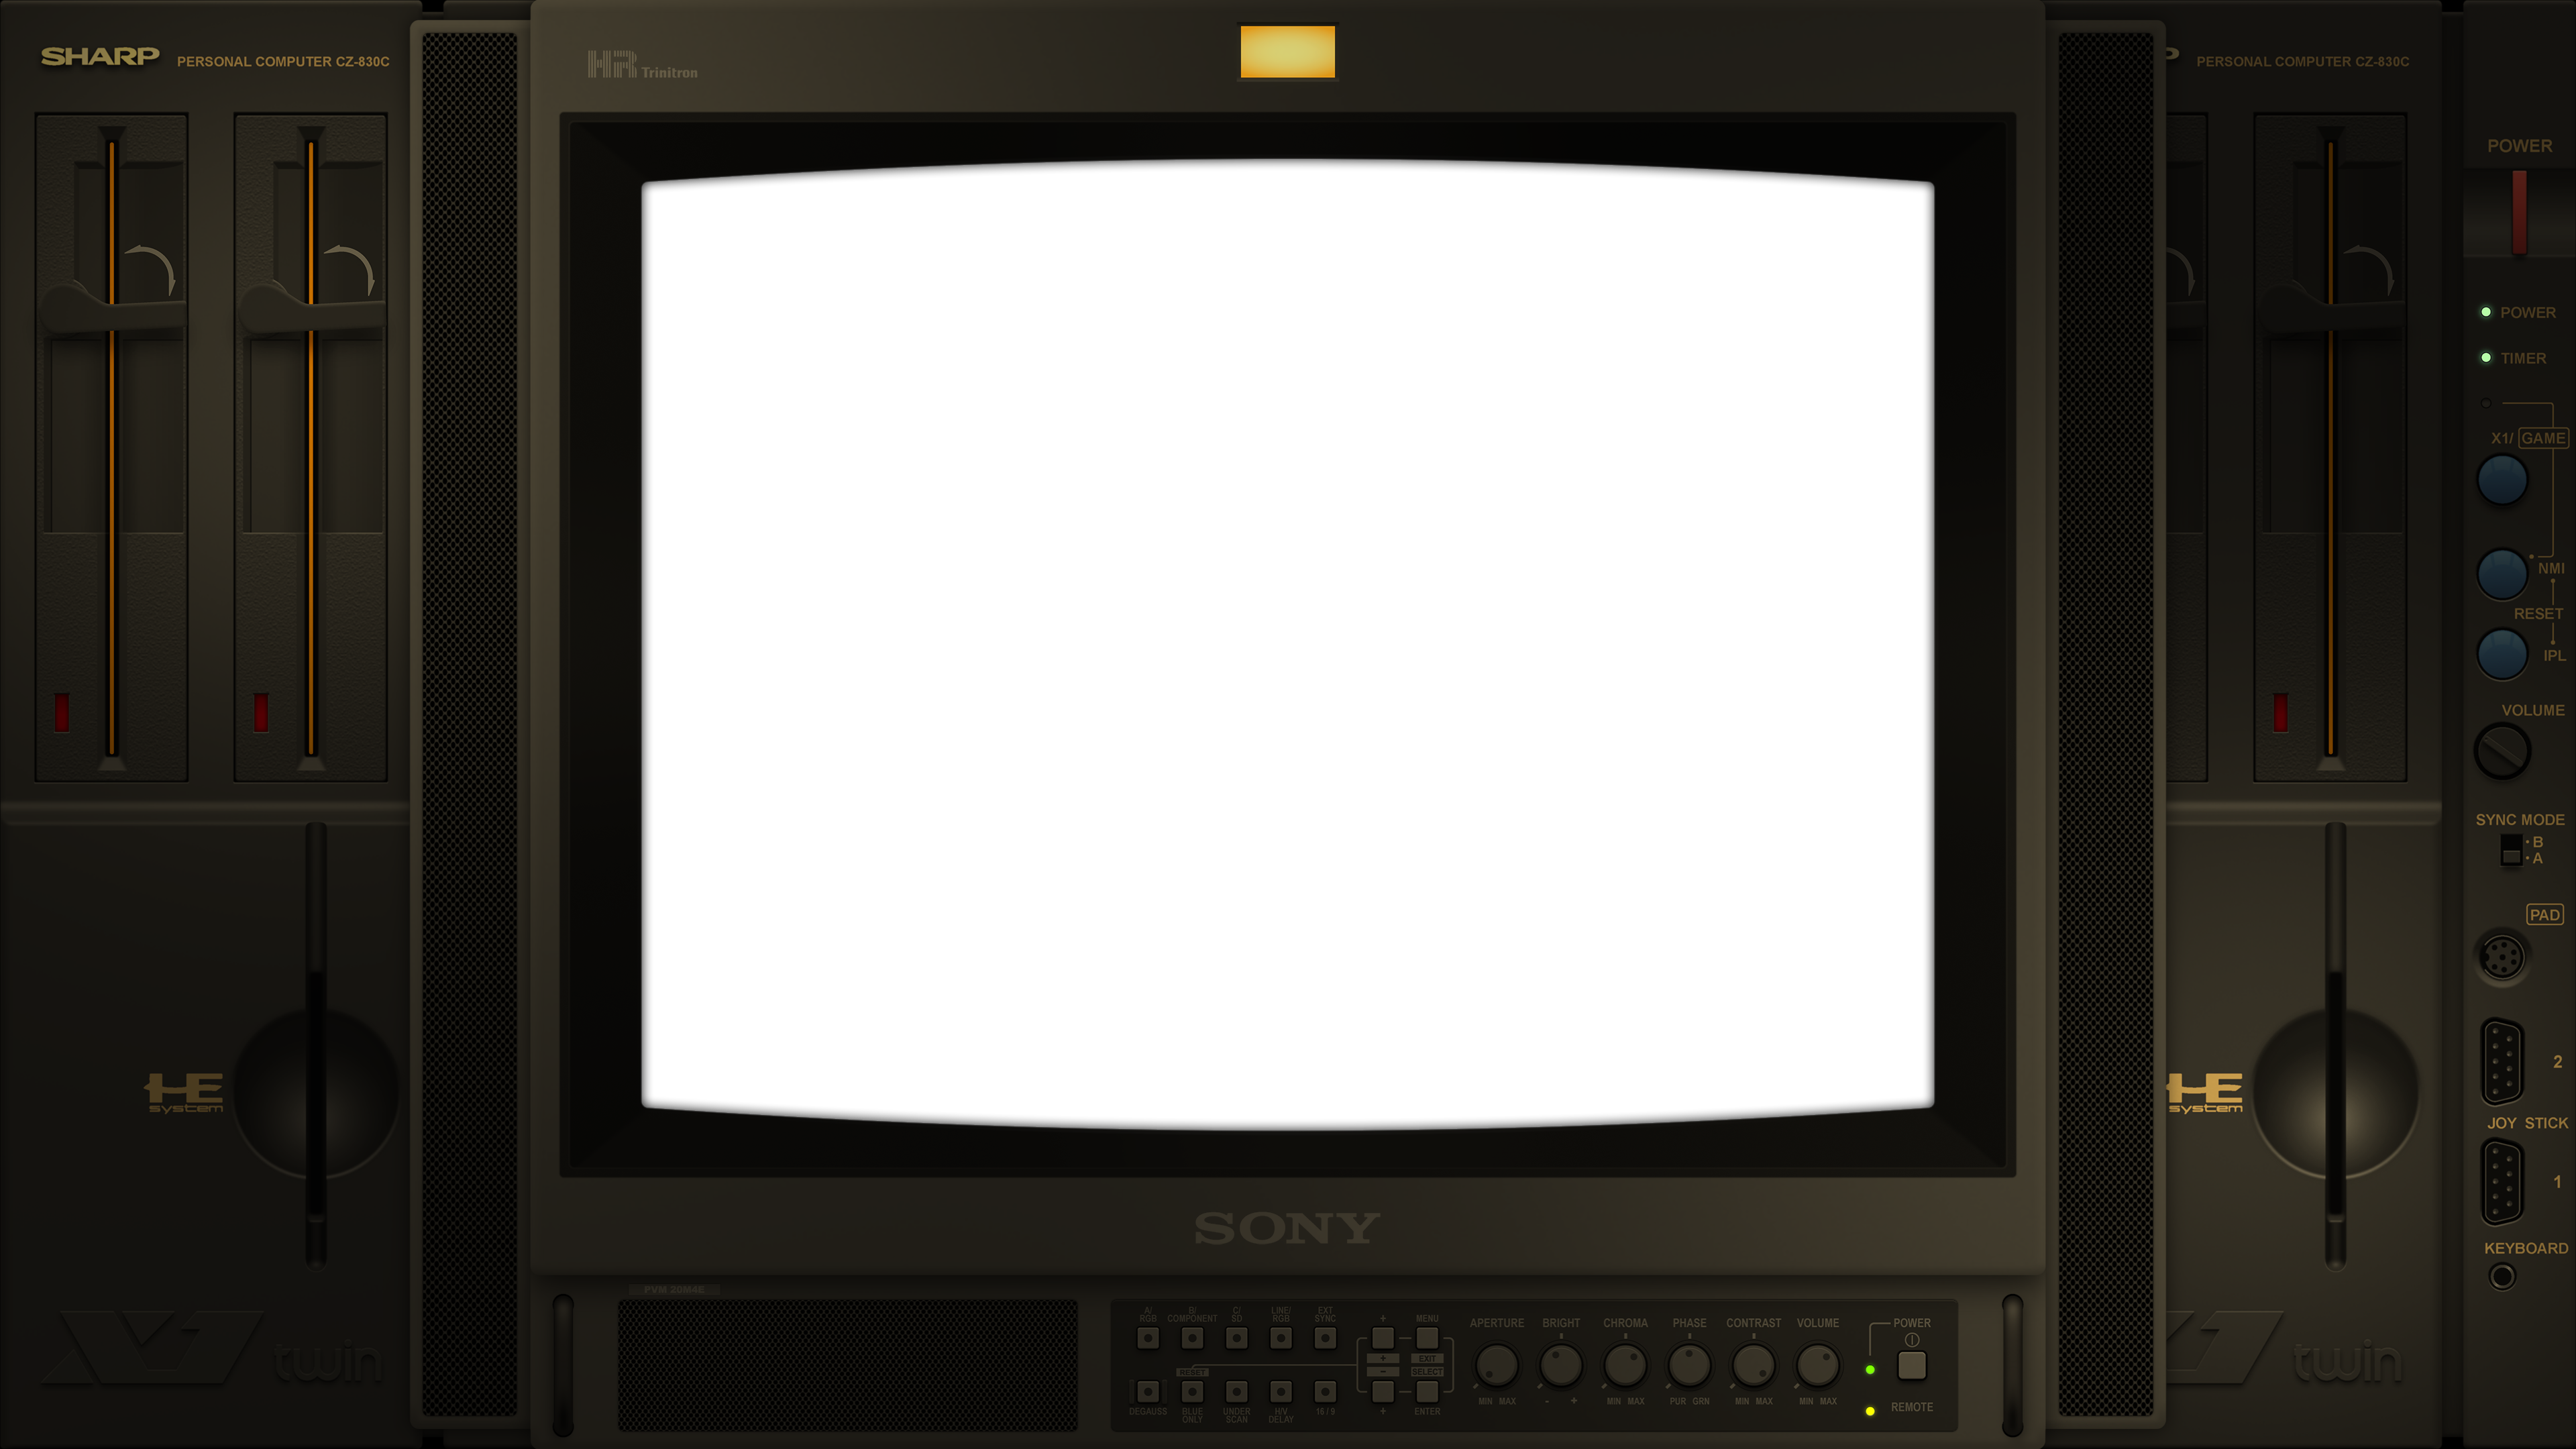 SHARP PERSONAL COMPUTER CZ-830C
HE
system
X1 twin
HR Trinitron
SONY
PVM 20M4E
A/
RGB
B/
COMPONENT
C/
SD
LINE/
RGB
EXT
SYNC
RESET
DEGAUSS
BLUE
ONLY
UNDER
SCAN
H/V
DELAY
16 / 9
+ MENU
+ EXIT
- SELECT
+ ENTER
APERTURE BRIGHT CHROMA PHASE CONTRAST VOLUME
MIN MAX - + MIN MAX PUR GRN MIN MAX MIN MAX
POWER
REMOTE
P PERSONAL COMPUTER CZ-830C
HE
system
1 twin
POWER
POWER
TIMER
X1/ GAME
NMI
RESET
IPL
VOLUME
SYNC MODE
B
A
PAD
2
JOY STICK
1
KEYBOARD